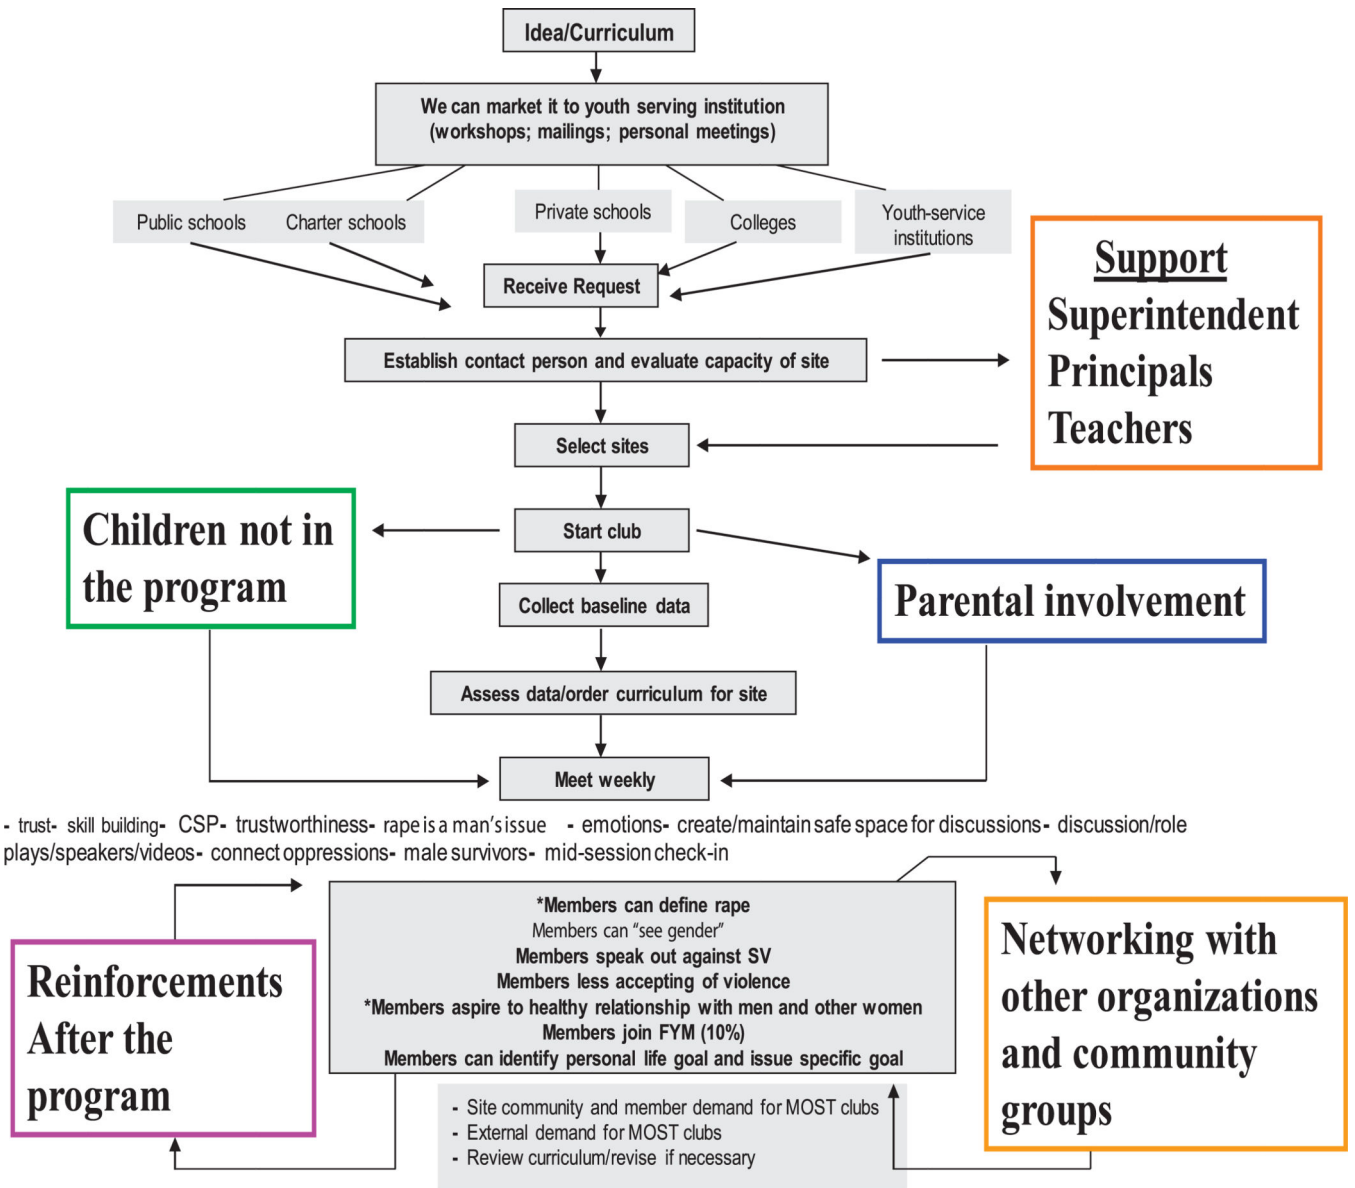 Idea/Curriculum
We can market it to youth serving institution
(workshops; mailings; personal meetings)
Public schools
Charter schools
Private schools
Colleges
Youth-service
institutions
Receive Request
Establish contact person and evaluate capacity of site
Support
Superintendent
Principals
Teachers
Select sites
Start club
Children not in
the program
Parental involvement
Collect baseline data
Assess data/order curriculum for site
Meet weekly
- trust- skill building- CSP- trustworthiness- rape is a man's issue - emotions- create/maintain safe space for discussions- discussion/role
plays/speakers/videos- connect oppressions- male survivors- mid-session check-in
*Members can define rape
Members can "see gender"
Members speak out against SV
Members less accepting of violence
*Members aspire to healthy relationship with men and other women
Members join FYM (10%)
Members can identify personal life goal and issue specific goal
Reinforcements
After the
program
Networking with
other organizations
and community
groups
- Site community and member demand for MOST clubs
- External demand for MOST clubs
- Review curriculum/revise if necessary